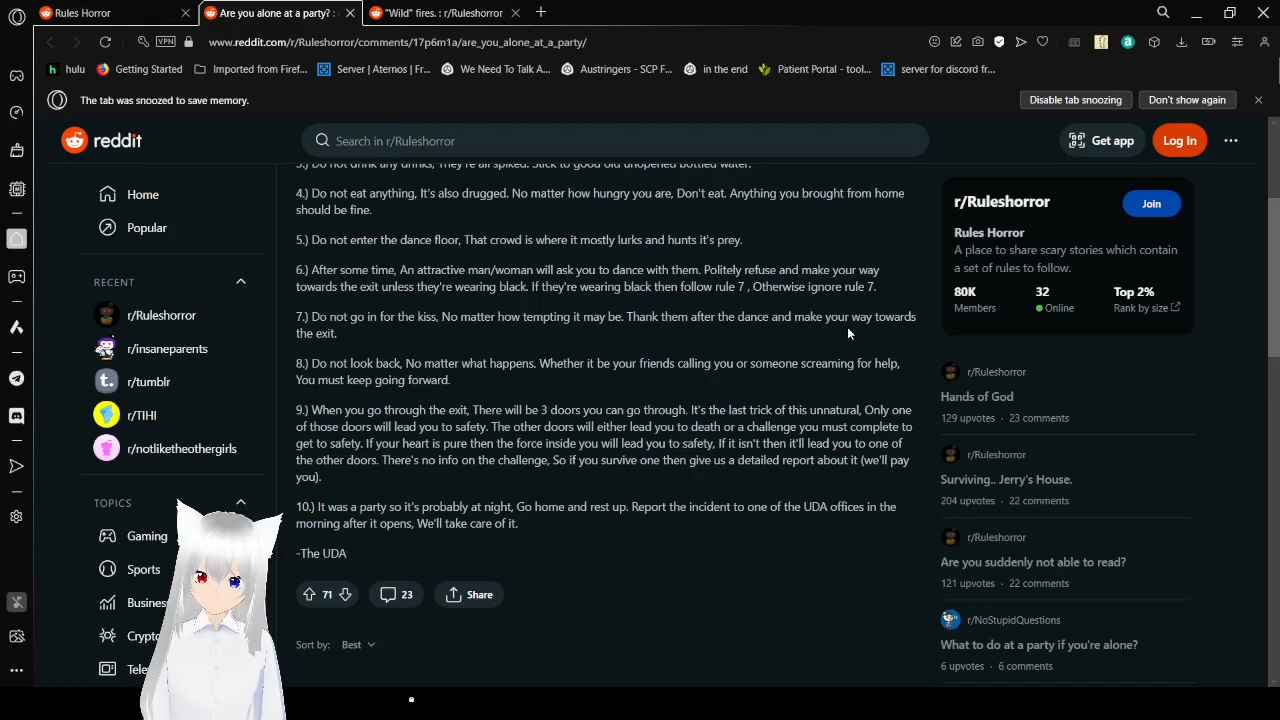 Rules Horror
Are you alone at a party? :
"Wild" fires. : r/Ruleshorror
VPN
www.reddit.com/r/Ruleshorror/comments/17p6m1a/are_you_alone_at_a_party/
hulu
Getting Started
Imported from Firef...
Server | Aternos | Fr...
We Need To Talk A...
Austringers - SCP F...
in the end
Patient Portal - tool...
server for discord fr...
The tab was snoozed to save memory.
Disable tab snoozing
Don't show again
reddit
Search in r/Ruleshorror
Get app
Log In
Home
Popular
RECENT
r/Ruleshorror
r/insaneparents
r/tumblr
r/TIHI
r/notliketheothergirls
TOPICS
Gaming
Sports
Busines
Crypto
Tele
3.) Do not drink any drinks, They're all spiked. Stick to good old unopened bottled water.
4.) Do not eat anything, It's also drugged. No matter how hungry you are, Don't eat. Anything you brought from home
should be fine.
5.) Do not enter the dance floor, That crowd is where it mostly lurks and hunts it's prey.
6.) After some time, An attractive man/woman will ask you to dance with them. Politely refuse and make your way
towards the exit unless they're wearing black. If they're wearing black then follow rule 7 , Otherwise ignore rule 7.
7.) Do not go in for the kiss, No matter how tempting it may be. Thank them after the dance and make your way towards
the exit.
8.) Do not look back, No matter what happens. Whether it be your friends calling you or someone screaming for help,
You must keep going forward.
9.) When you go through the exit, There will be 3 doors you can go through. It's the last trick of this unnatural, Only one
of those doors will lead you to safety. The other doors will either lead you to death or a challenge you must complete to
get to safety. If your heart is pure then the force inside you will lead you to safety, If it isn't then it'll lead you to one of
the other doors. There's no info on the challenge, So if you survive one then give us a detailed report about it (we'll pay
you).
10.) It was a party so it's probably at night, Go home and rest up. Report the incident to one of the UDA offices in the
morning after it opens, We'll take care of it.
-The UDA
71
23
Share
Sort by: Best
r/Ruleshorror
Join
Rules Horror
A place to share scary stories which contain
a set of rules to follow.
80K 32 Top 2%
Members Online Rank by size
r/Ruleshorror
Hands of God
129 upvotes · 23 comments
r/Ruleshorror
Surviving.. Jerry's House.
204 upvotes · 22 comments
r/Ruleshorror
Are you suddenly not able to read?
121 upvotes · 22 comments
r/NoStupidQuestions
What to do at a party if you're alone?
6 upvotes · 6 comments